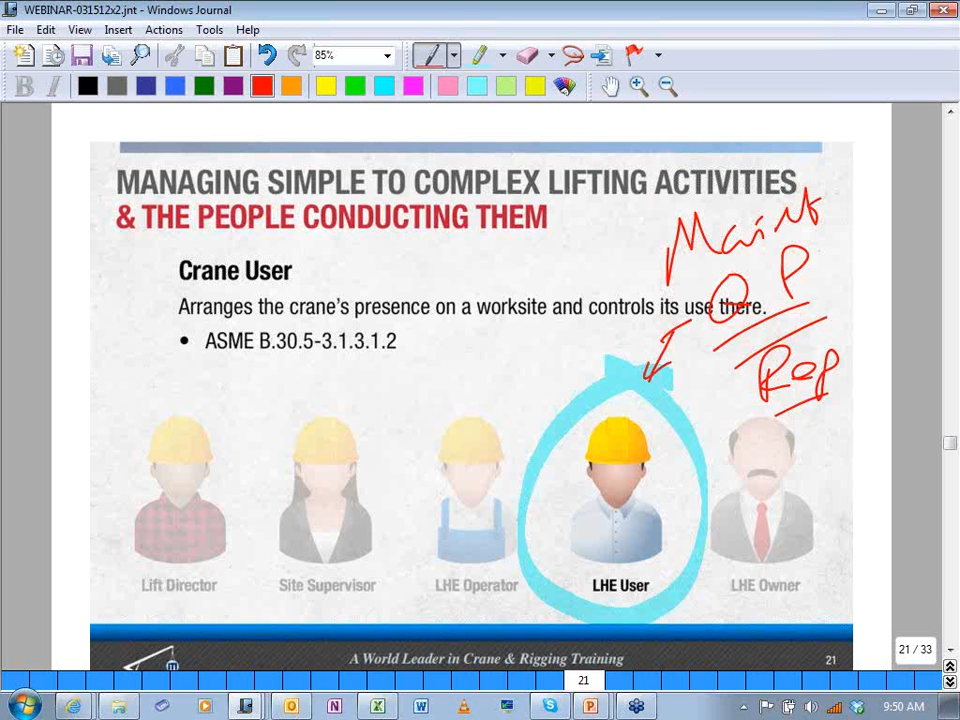 WEBINAR-031512x2.jnt - Windows Journal
File Edit View Insert Actions Tools Help
85%
B I
MANAGING SIMPLE TO COMPLEX LIFTING ACTIVITIES
& THE PEOPLE CONDUCTING THEM
Maint
Crane User
O P
Arranges the crane's presence on a worksite and controls its use there.
ASME B.30.5-3.1.3.1.2
Rep
Lift Director Site Supervisor LHE Operator LHE User LHE Owner
A World Leader in Crane & Rigging Training 21
21 / 33
21
9:50 AM